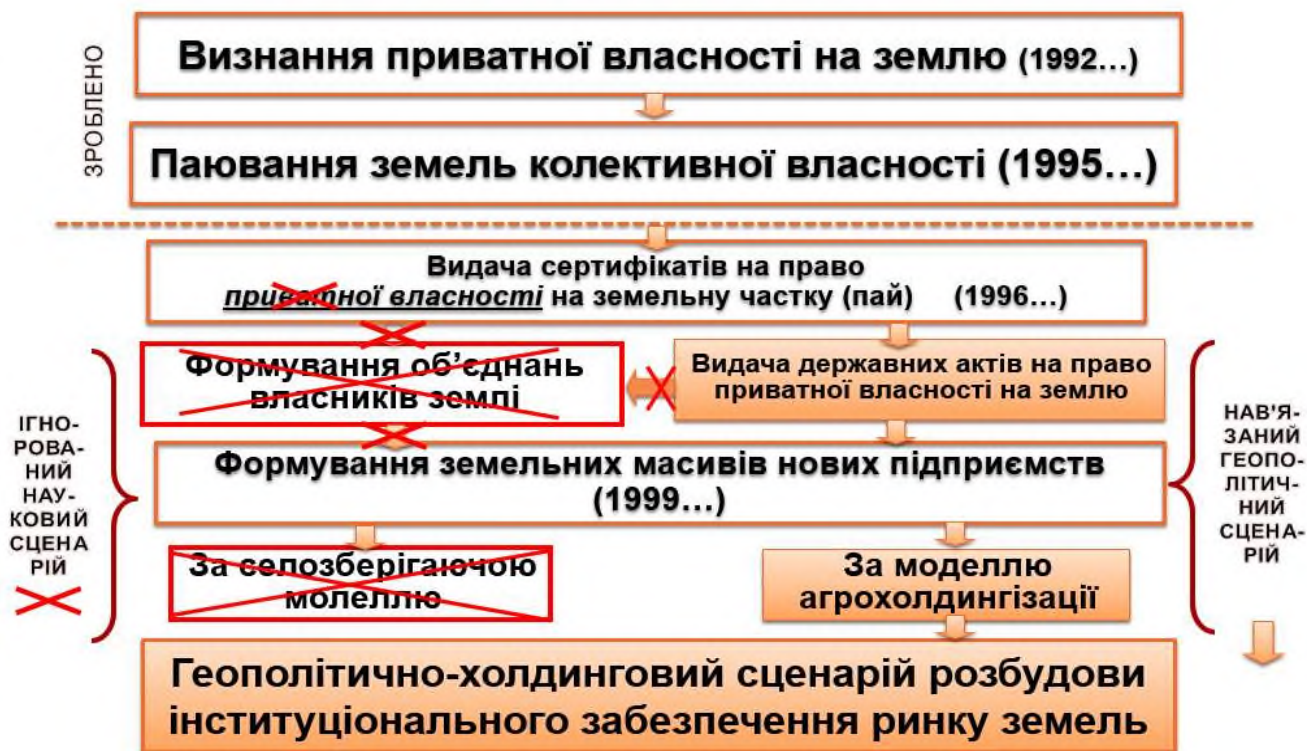 ЗРОБЛЕНО
Визнання приватної власності на землю (1992…)
Паювання земель колективної власності (1995…)
Видача сертифікатів на право
приватної власності на земельну частку (пай) (1996…)
Формування об’єднань
власників землі
Видача державних актів на право
приватної власності на землю
ІГНО-
РОВА-
НИЙ
НАУ-
КОВИЙ
СЦЕНА
РІЙ
Формування земельних масивів нових підприємств
(1999…)
НАВ’Я-
ЗАНИЙ
ГЕОПО-
ЛІТИЧ-
НИЙ
СЦЕНА-
РІЙ
За селозберігаючою
молеллю
За моделлю
агрохолдингізації
Геополітично-холдинговий сценарій розбудови
інституціонального забезпечення ринку земель